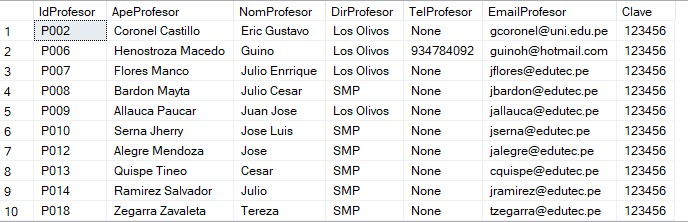 IdProfesor ApeProfesor NomProfesor DirProfesor TelProfesor EmailProfesor Clave
1 P002 Coronel Castillo Eric Gustavo Los Olivos None gcoronel@uni.edu.pe 123456
2 P006 Henostroza Macedo Guino Los Olivos 934784092 guinoh@hotmail.com 123456
3 P007 Flores Manco Julio Enrrique Los Olivos None jflores@edutec.pe 123456
4 P008 Bardon Mayta Julio Cesar SMP None jbardon@edutec.pe 123456
5 P009 Allauca Paucar Juan Jose Los Olivos None jallauca@edutec.pe 123456
6 P010 Serna Jherry Jose Luis SMP None jserna@edutec.pe 123456
7 P012 Alegre Mendoza Jose SMP None jalegre@edutec.pe 123456
8 P013 Quispe Tineo Cesar SMP None cquispe@edutec.pe 123456
9 P014 Ramirez Salvador Julio SMP None jramirez@edutec.pe 123456
10 P018 Zegarra Zavaleta Tereza SMP None tzegarra@edutec.pe 123456